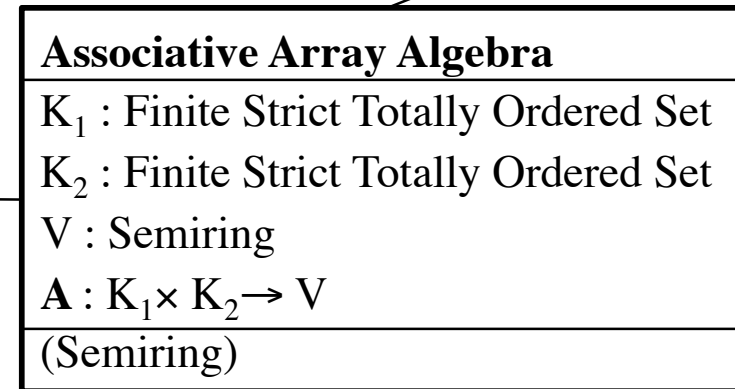 Associative Array Algebra
K₁ : Finite Strict Totally Ordered Set
K₂ : Finite Strict Totally Ordered Set
V : Semiring
A : K₁× K₂→ V
(Semiring)